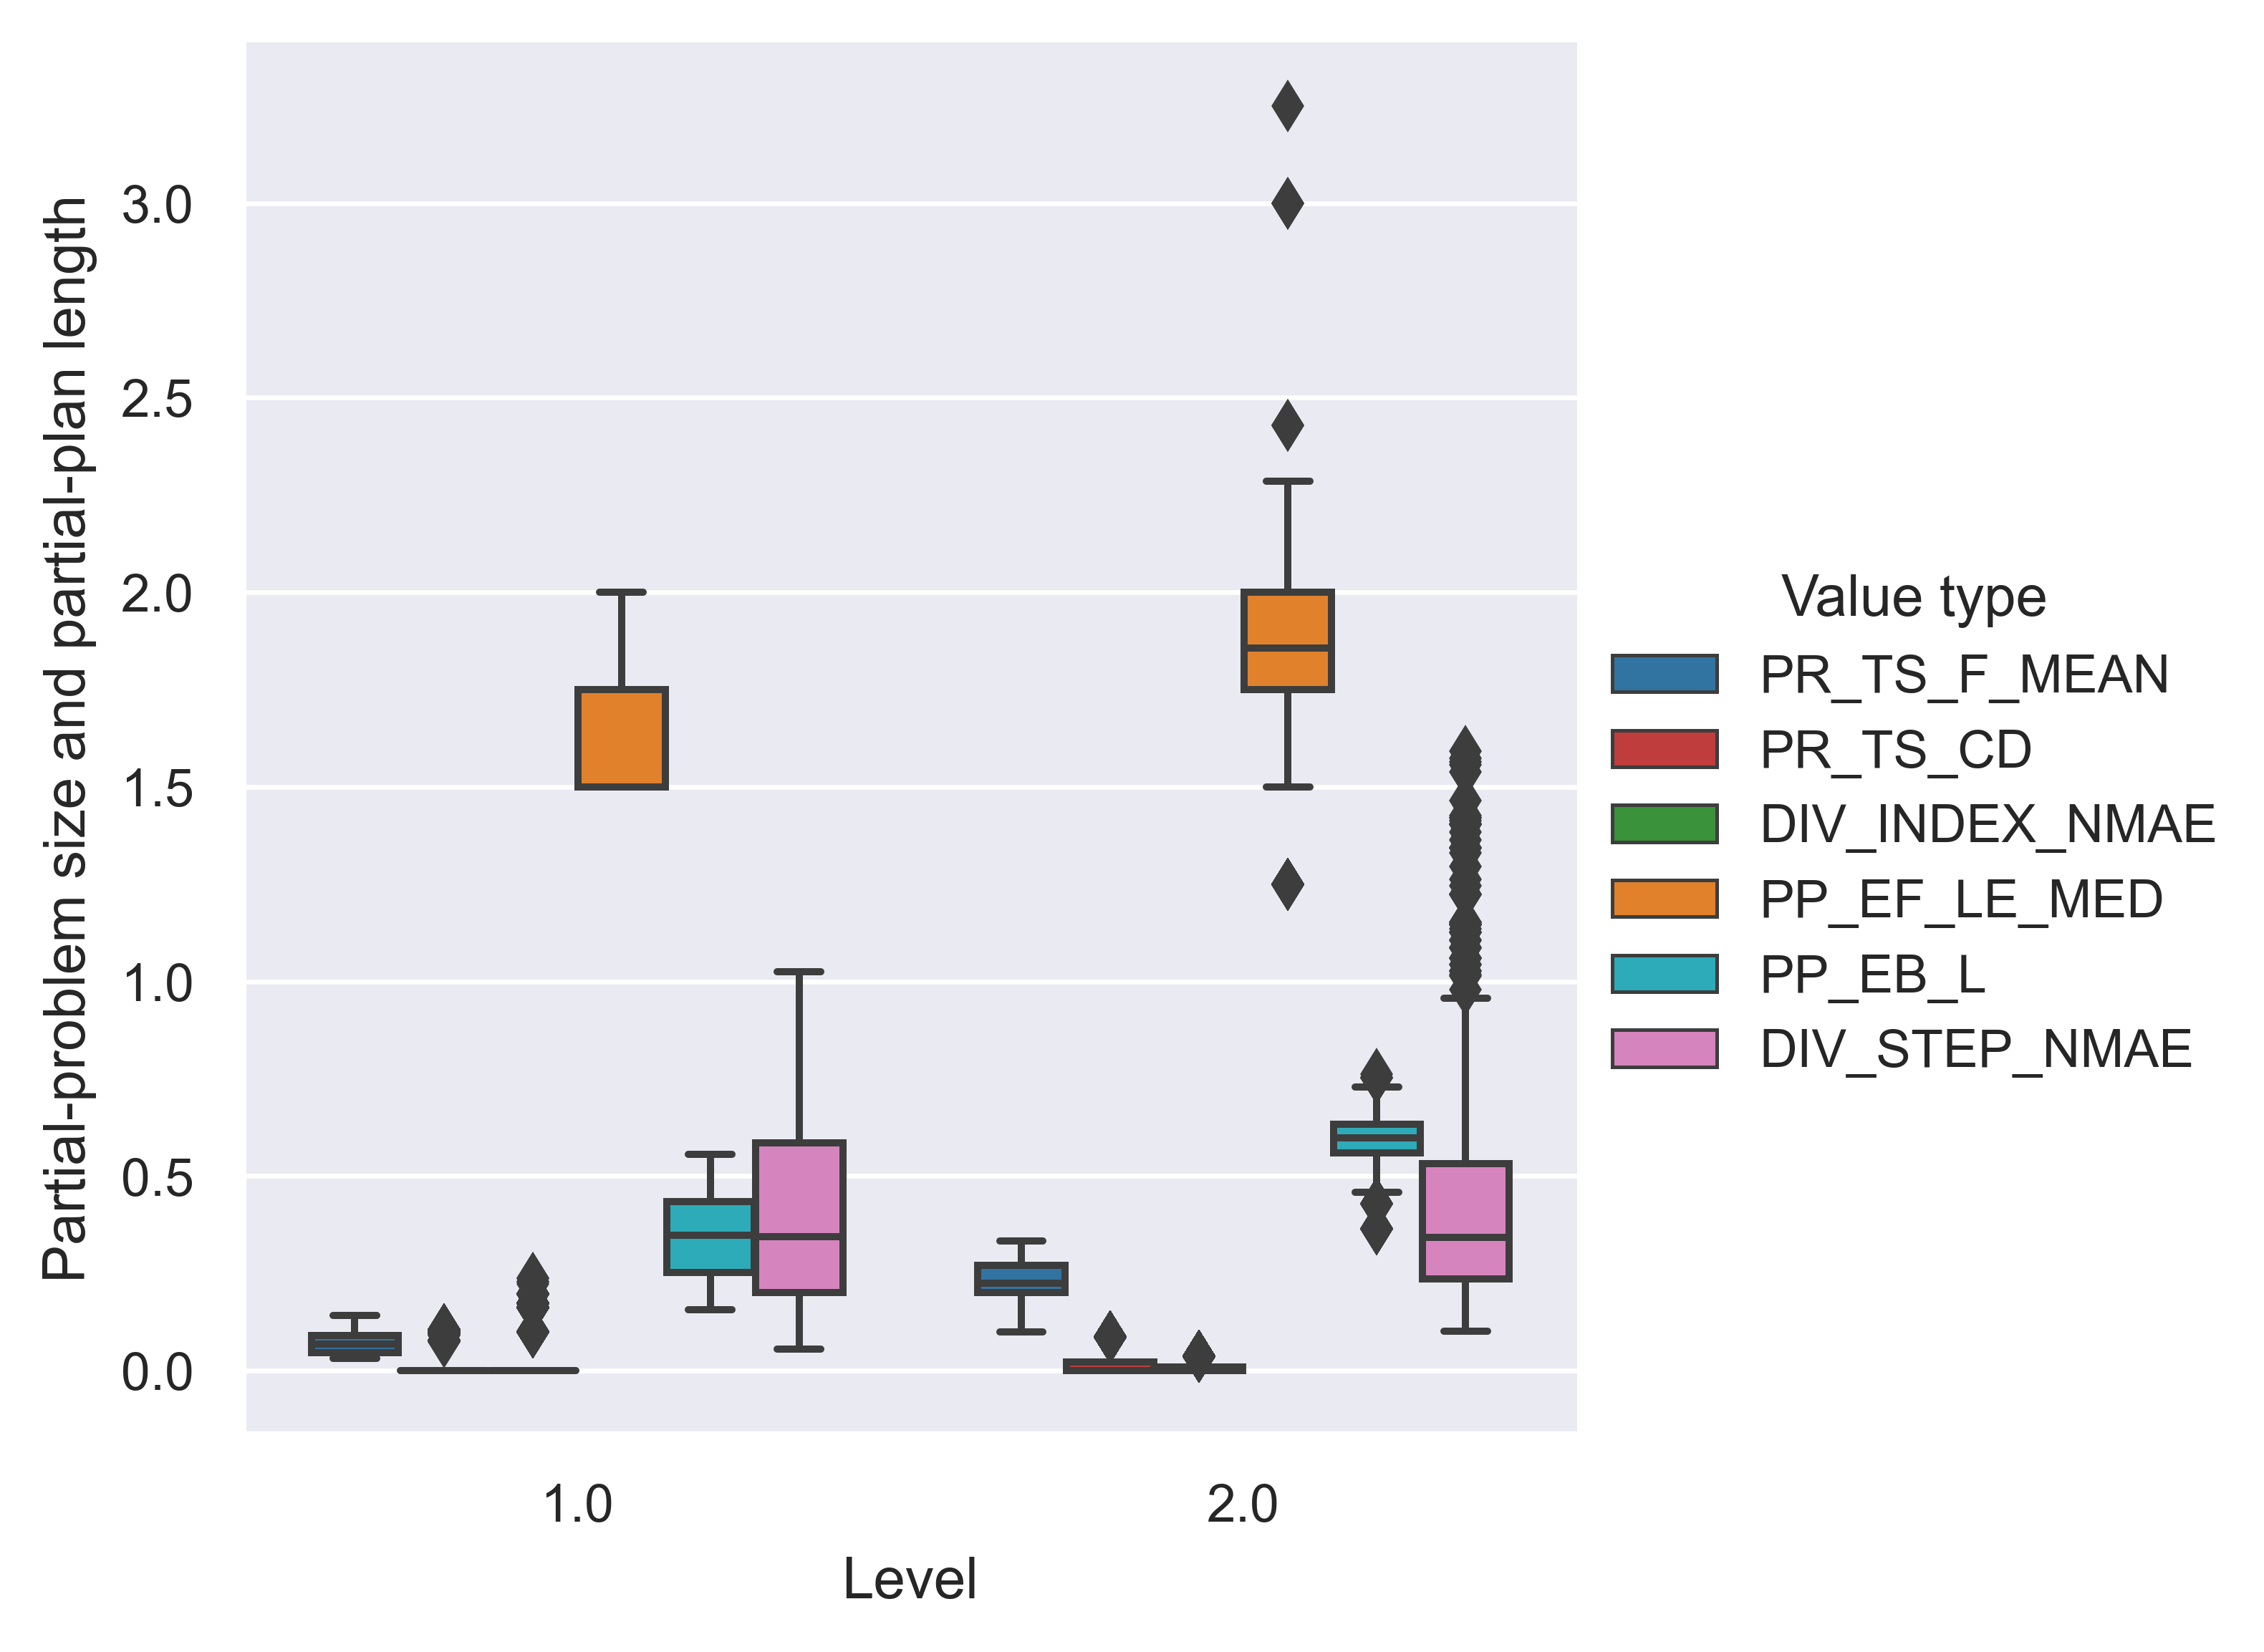 Partial-problem size and partial-plan length
3.0
2.5
2.0
1.5
1.0
0.5
0.0
1.0
2.0
Level
Value type
PR_TS_F_MEAN
PR_TS_CD
DIV_INDEX_NMAE
PP_EF_LE_MED
PP_EB_L
DIV_STEP_NMAE